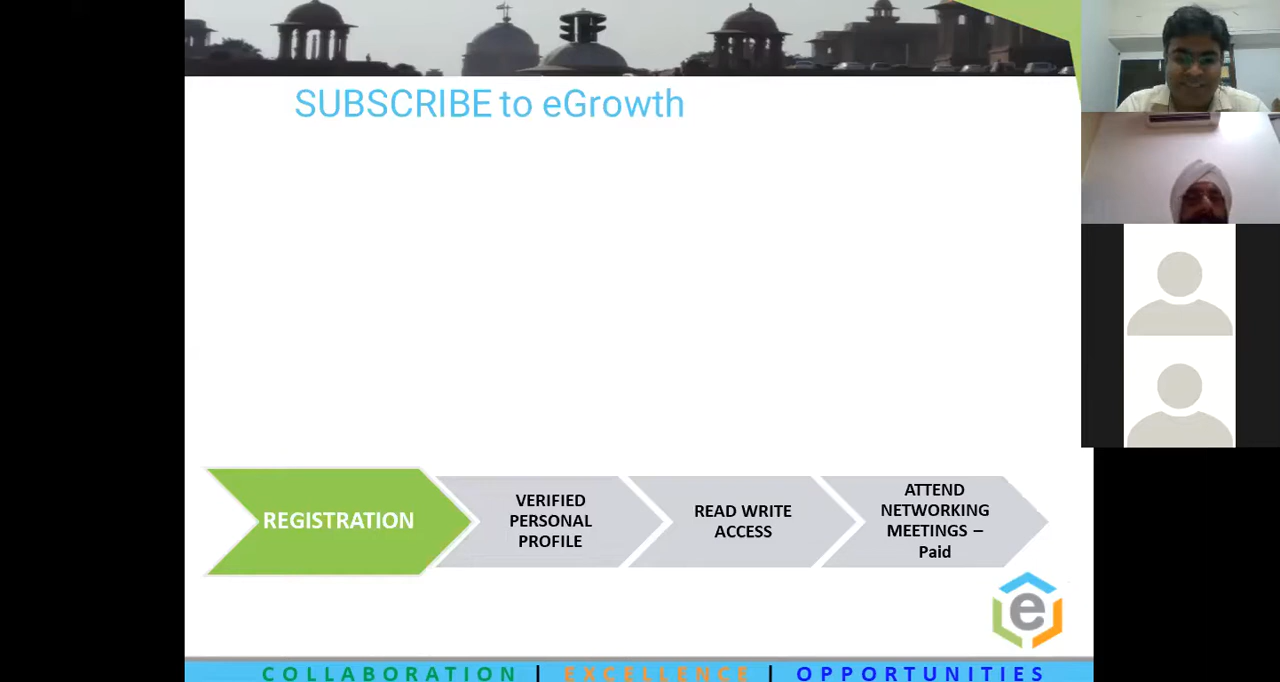 SUBSCRIBE to eGrowth
REGISTRATION
VERIFIED
PERSONAL
PROFILE
READ WRITE
ACCESS
ATTEND
NETWORKING
MEETINGS –
Paid
e
COLLABORATION | EXCELLENCE | OPPORTUNITIES